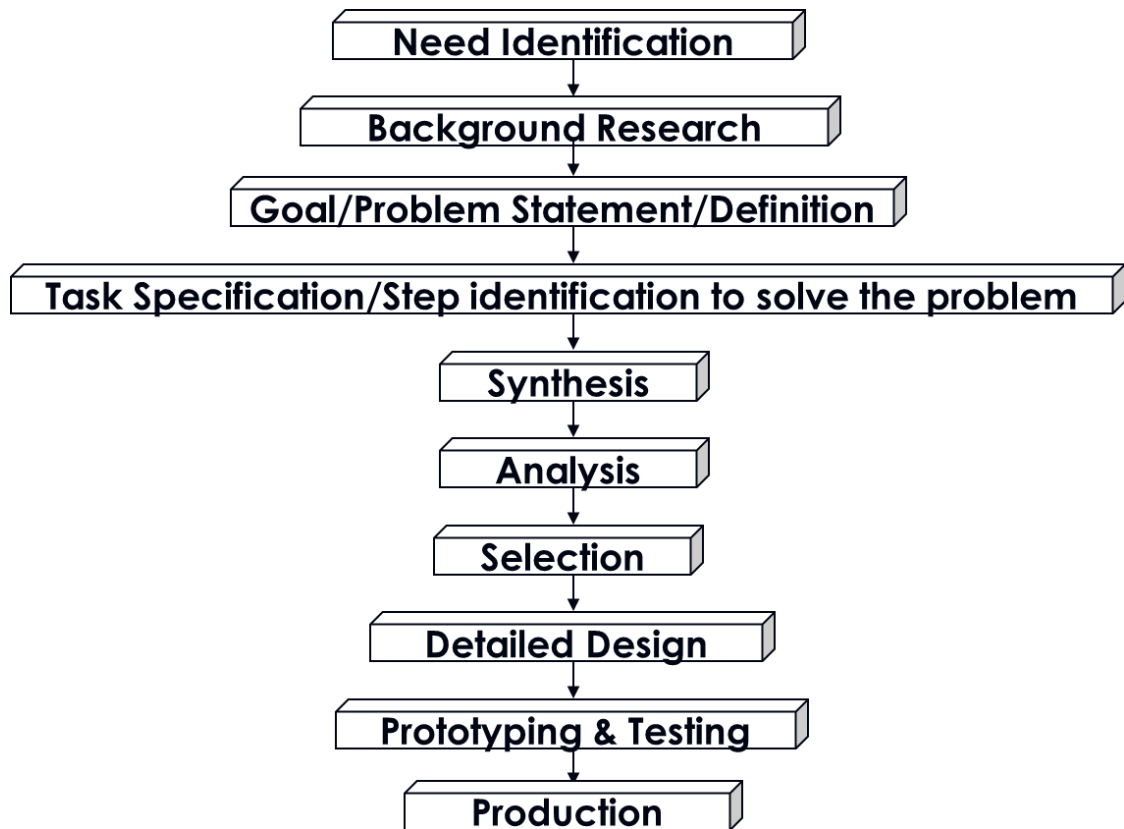 Need Identification
Background Research
Goal/Problem Statement/Definition
Task Specification/Step identification to solve the problem
Synthesis
Analysis
Selection
Detailed Design
Prototyping & Testing
Production